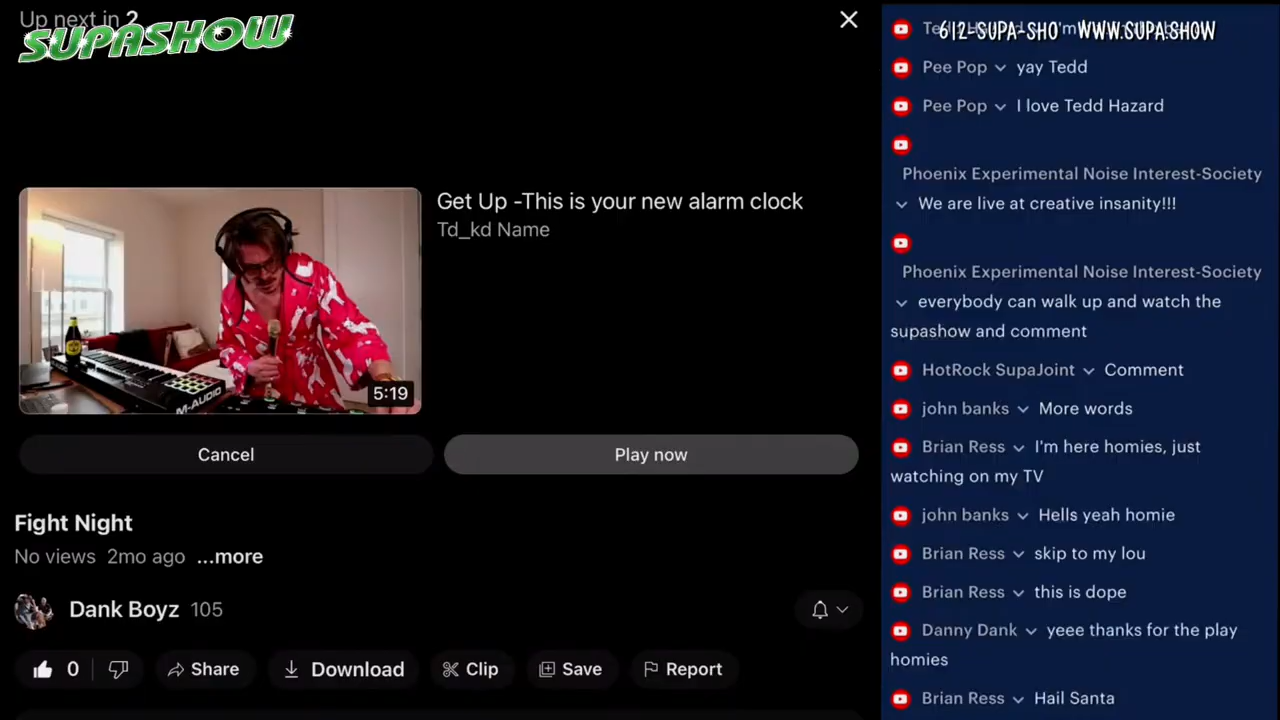 Up next in 2
SUPASHOW
Get Up -This is your new alarm clock
Td_kd Name
5:19
M-AUDIO
Cancel
Play now
Fight Night
No views 2mo ago ...more
Dank Boyz 105
0
Share
Download
Clip
Save
Report
612-SUPA-SHO WWW.SUPA.SHOW
Pee Pop yay Tedd
Pee Pop I love Tedd Hazard
Phoenix Experimental Noise Interest-Society
We are live at creative insanity!!!
Phoenix Experimental Noise Interest-Society
everybody can walk up and watch the
supashow and comment
HotRock SupaJoint Comment
john banks More words
Brian Ress I'm here homies, just
watching on my TV
john banks Hells yeah homie
Brian Ress skip to my lou
Brian Ress this is dope
Danny Dank yeee thanks for the play
homies
Brian Ress Hail Santa